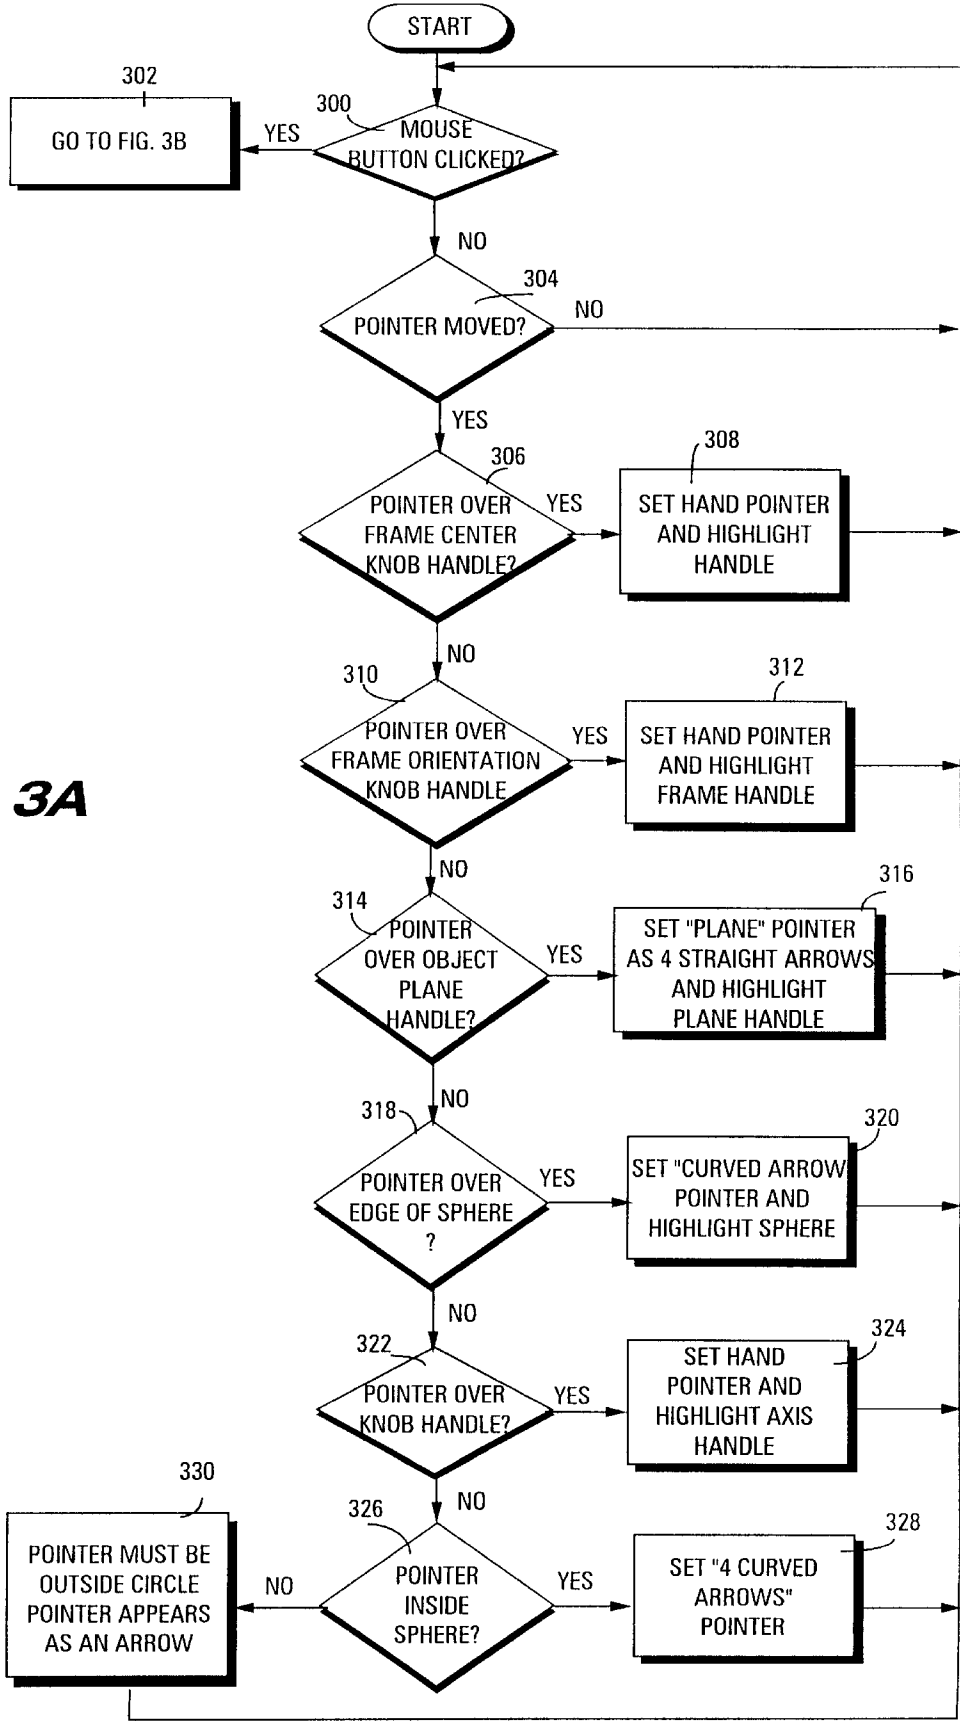 START
302
GO TO FIG. 3B
YES
300
MOUSE
BUTTON CLICKED?
NO
304
POINTER MOVED?
NO
YES
306
POINTER OVER
FRAME CENTER
KNOB HANDLE?
YES
308
SET HAND POINTER
AND HIGHLIGHT
HANDLE
NO
310
POINTER OVER
FRAME ORIENTATION
KNOB HANDLE
YES
312
SET HAND POINTER
AND HIGHLIGHT
FRAME HANDLE
3A
NO
314
POINTER
OVER OBJECT
PLANE
HANDLE?
YES
316
SET "PLANE" POINTER
AS 4 STRAIGHT ARROWS
AND HIGHLIGHT
PLANE HANDLE
NO
318
POINTER OVER
EDGE OF SPHERE
?
YES
320
SET "CURVED ARROW
POINTER AND
HIGHLIGHT SPHERE
NO
322
POINTER OVER
KNOB HANDLE?
YES
324
SET HAND
POINTER AND
HIGHLIGHT AXIS
HANDLE
NO
326
POINTER
INSIDE
SPHERE?
YES
328
SET "4 CURVED
ARROWS"
POINTER
NO
330
POINTER MUST BE
OUTSIDE CIRCLE
POINTER APPEARS
AS AN ARROW